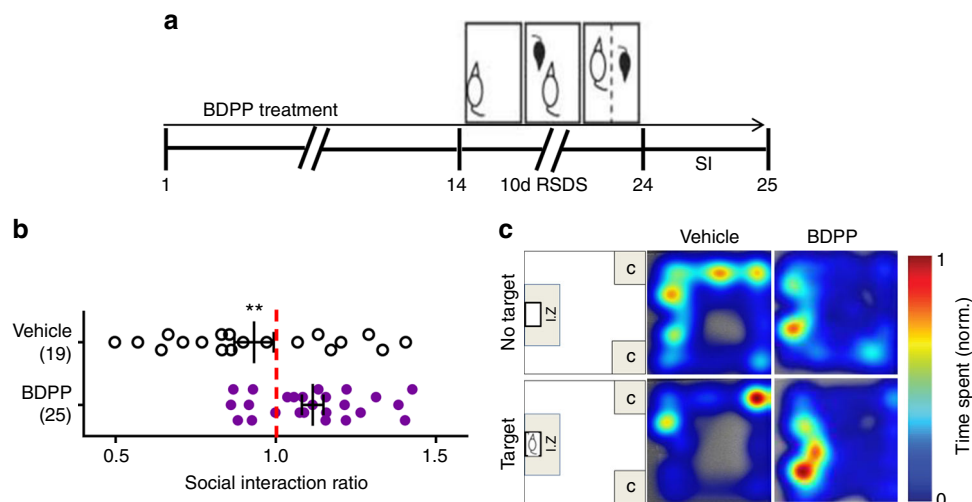 a
BDPP treatment
1
14
10d RSDS
24
SI
25
b
**
Vehicle
(19)
BDPP
(25)
0.5
1.0
1.5
Social interaction ratio
c
Vehicle
BDPP
No target
I.Z
C
C
Target
I.Z
C
C
1
0
Time spent (norm.)